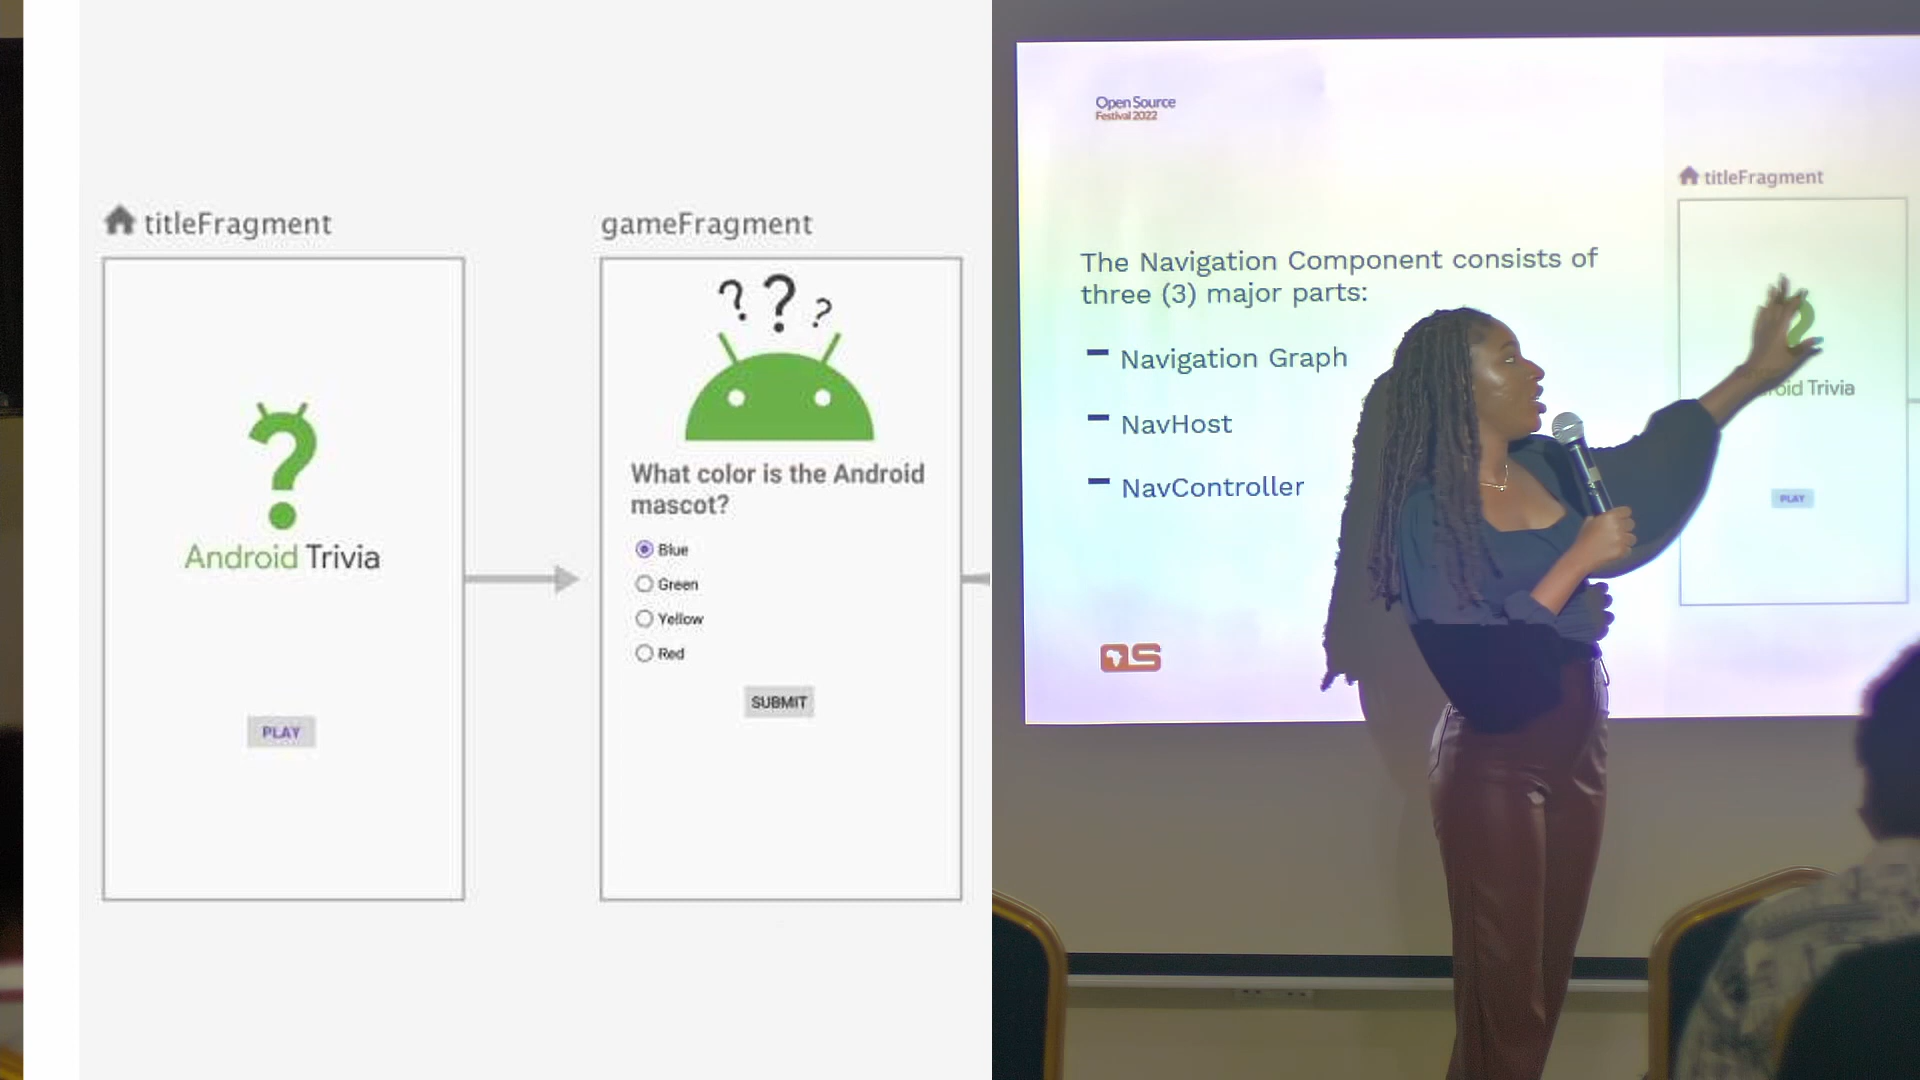 titleFragment
gameFragment
? ? ?
?
Android Trivia
PLAY
What color is the Android
mascot?
Blue
Green
Yellow
Red
SUBMIT
Open Source
Festival 2022
The Navigation Component consists of
three (3) major parts:
Navigation Graph
NavHost
NavController
OS
titleFragment
Trivia
PLAY